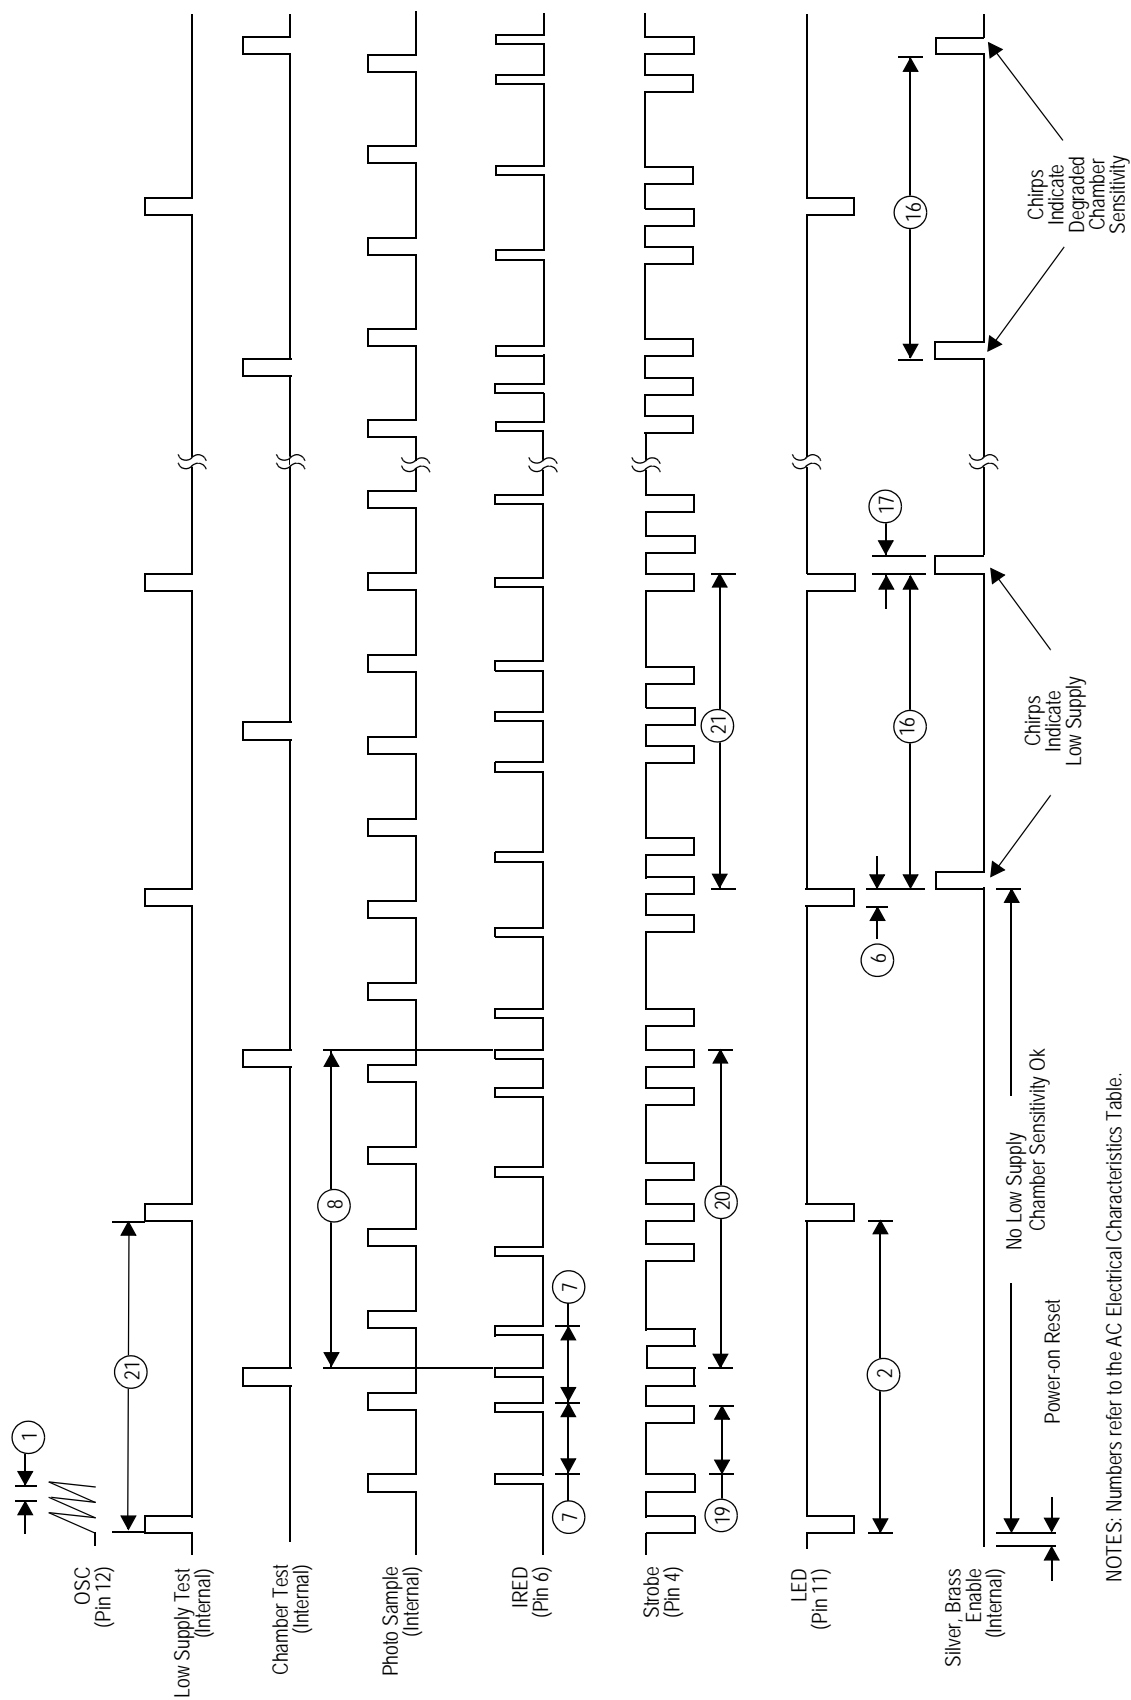 OSC
(Pin 12)
1
Low Supply Test
(Internal)
21
Chamber Test
(Internal)
8
Photo Sample
(Internal)
IRED
(Pin 6)
7
7
Strobe
(Pin 4)
19
20
21
LED
(Pin 11)
2
6
16
17
16
Silver, Brass
Enable
(Internal)
Power-on Reset
No Low Supply
Chamber Sensitivity Ok
Chirps
Indicate
Low Supply
Chirps
Indicate
Degraded
Chamber
Sensitivity
NOTES: Numbers refer to the AC Electrical Characteristics Table.